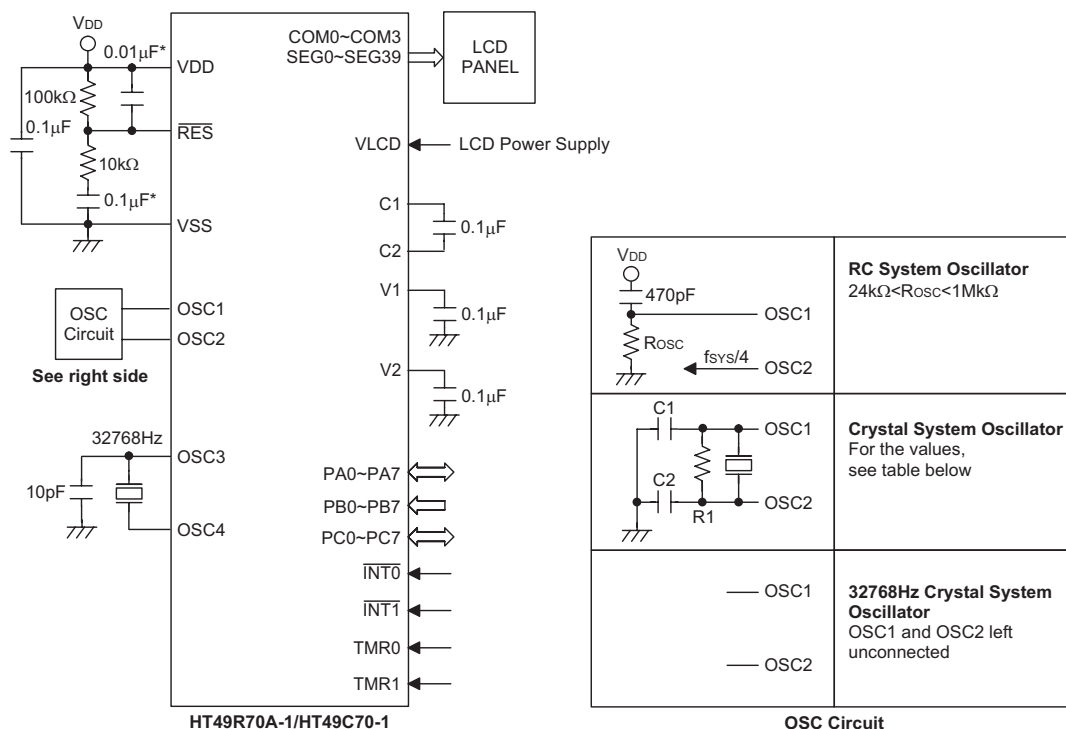 VDD
0.01μF*
VDD
100kΩ
0.1μF
RES
10kΩ
0.1μF*
VSS
OSC
Circuit
OSC1
OSC2
See right side
32768Hz
OSC3
10pF
OSC4
COM0~COM3
SEG0~SEG39
LCD
PANEL
VLCD
LCD Power Supply
C1
0.1μF
C2
V1
0.1μF
V2
0.1μF
PA0~PA7
PB0~PB7
PC0~PC7
INT0
INT1
TMR0
TMR1
HT49R70A-1/HT49C70-1
VDD
470pF
OSC1
ROSC
fSYS/4
OSC2
RC System Oscillator
24kΩ<ROSC<1MkΩ
C1
OSC1
C2
OSC2
R1
Crystal System Oscillator
For the values,
see table below
OSC1
OSC2
32768Hz Crystal System
Oscillator
OSC1 and OSC2 left
unconnected
OSC Circuit